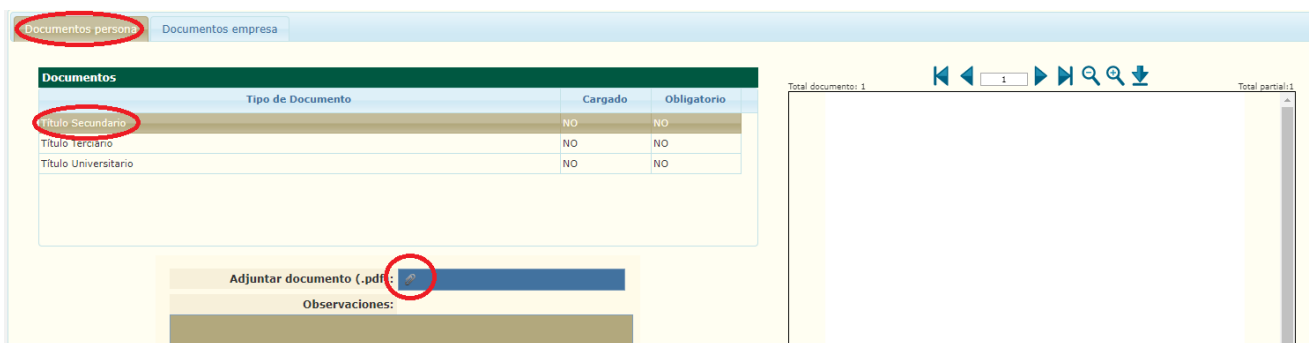 Documentos persona
Documentos empresa
Documentos
Tipo de Documento Cargado Obligatorio
Título Secundario NO NO
Título Terciario NO NO
Título Universitario NO NO
Adjuntar documento (.pdf):
Observaciones:
1
Total documento: 1
Total partial:1